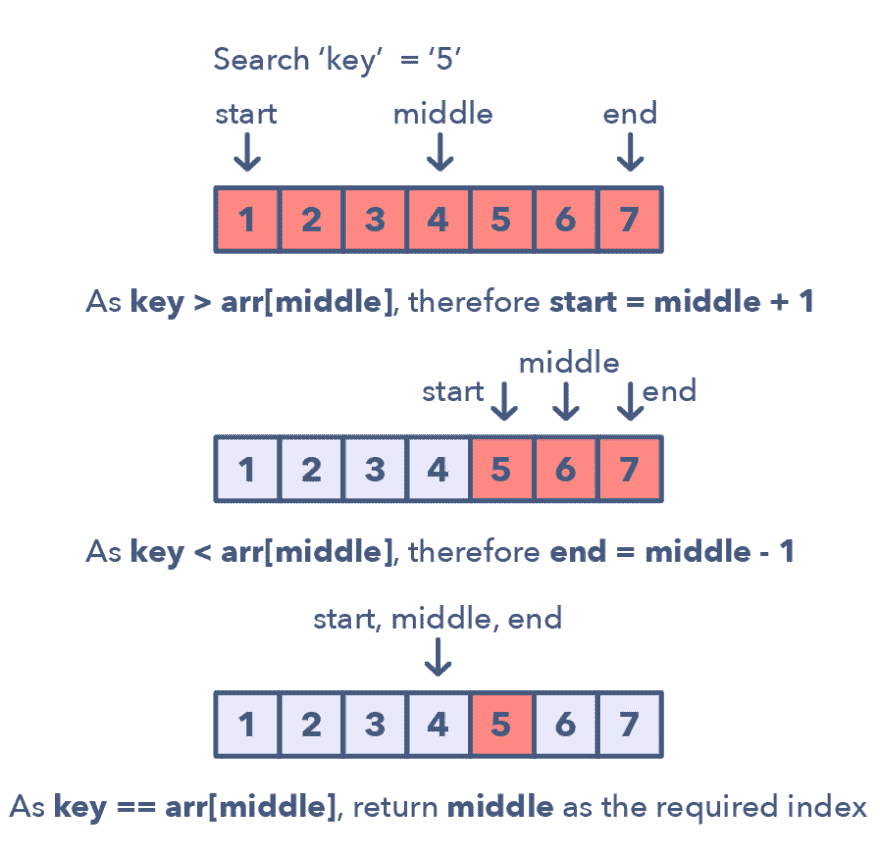 Search ‘key’ = ‘5’
start middle end
1 2 3 4 5 6 7
As key > arr[middle], therefore start = middle + 1
middle
start end
1 2 3 4 5 6 7
As key < arr[middle], therefore end = middle - 1
start, middle, end
1 2 3 4 5 6 7
As key == arr[middle], return middle as the required index